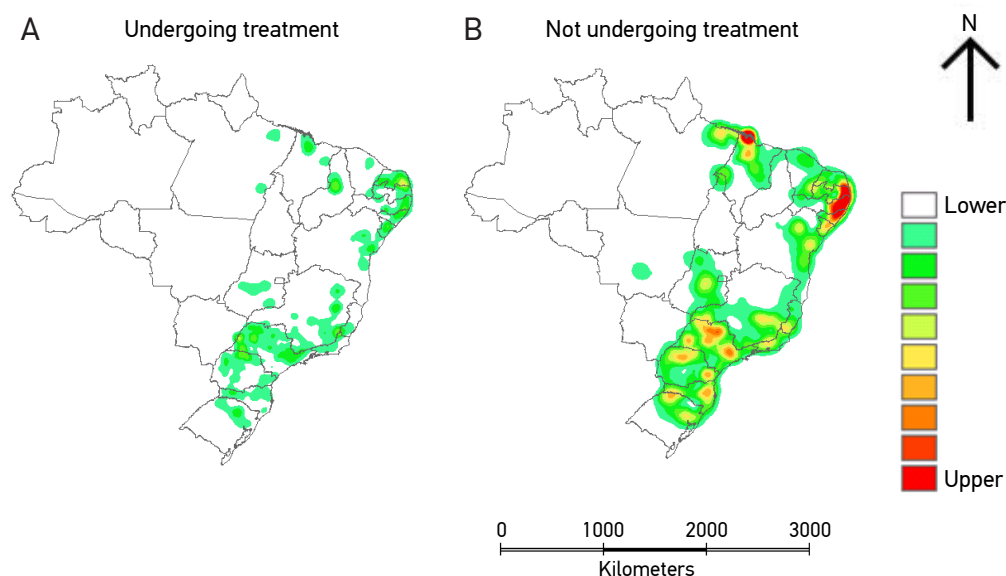 A
Undergoing treatment
B
Not undergoing treatment
N
Lower
Upper
0
1000
2000
3000
Kilometers